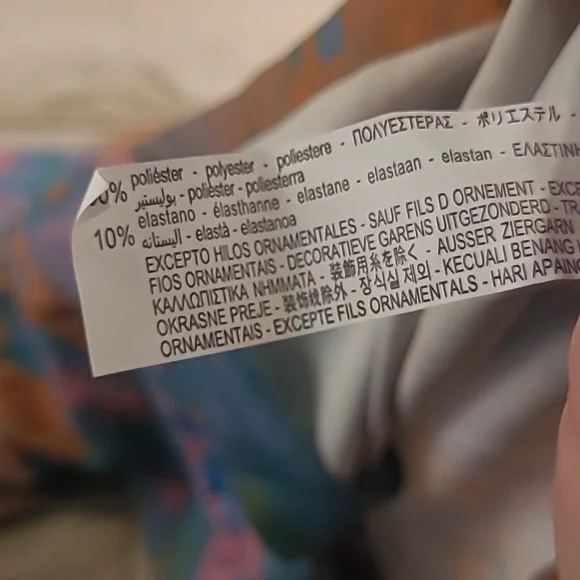 0% poliéster - polyester - poliestere - ΠΟΛΥΕΣΤΕΡΑΣ - ポリエステル -
بوليستير - polièster - poliesterra
10% elastano - élasthanne - elastane - elastaan - elastan - ΕΛΑΣΤΙΝΗ
اليستانه - elastà - elastanoa
EXCEPTO HILOS ORNAMENTALES - SAUF FILS D ORNEMENT - EXCE
FIOS ORNAMENTAIS - DECORATIEVE GARENS UITGEZONDERD - TR
ΚΑΛΛΩΠΙΣΤΙΚΑ ΝΗΜΜΑΤΑ - 装飾用糸を除く - AUSSER ZIERGARN
OKRASNE PREJE - 装饰线除外 - 장식실 제외 - KECUALI BENANG
ORNAMENTAIS - EXCEPTE FILS ORNAMENTALS - HARI APAING